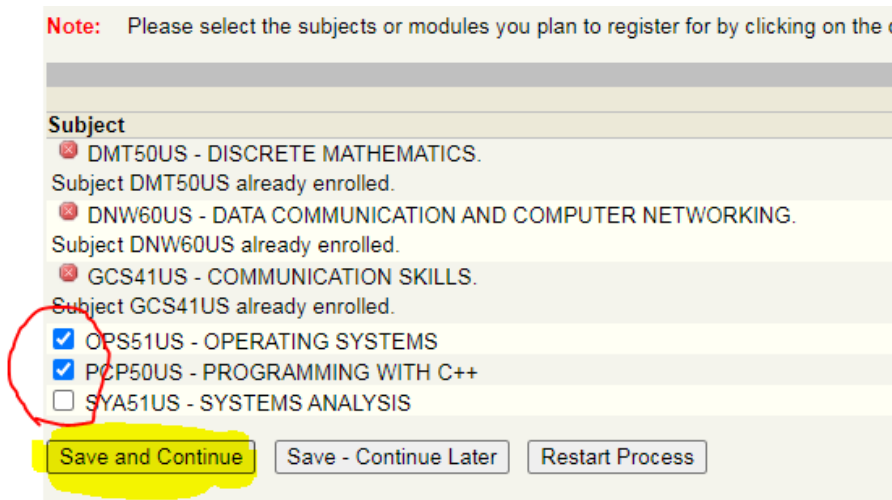 Note: Please select the subjects or modules you plan to register for by clicking on the
Subject
DMT50US - DISCRETE MATHEMATICS.
Subject DMT50US already enrolled.
DNW60US - DATA COMMUNICATION AND COMPUTER NETWORKING.
Subject DNW60US already enrolled.
GCS41US - COMMUNICATION SKILLS.
Subject GCS41US already enrolled.
OPS51US - OPERATING SYSTEMS
PCP50US - PROGRAMMING WITH C++
SYA51US - SYSTEMS ANALYSIS
Save and Continue Save - Continue Later Restart Process